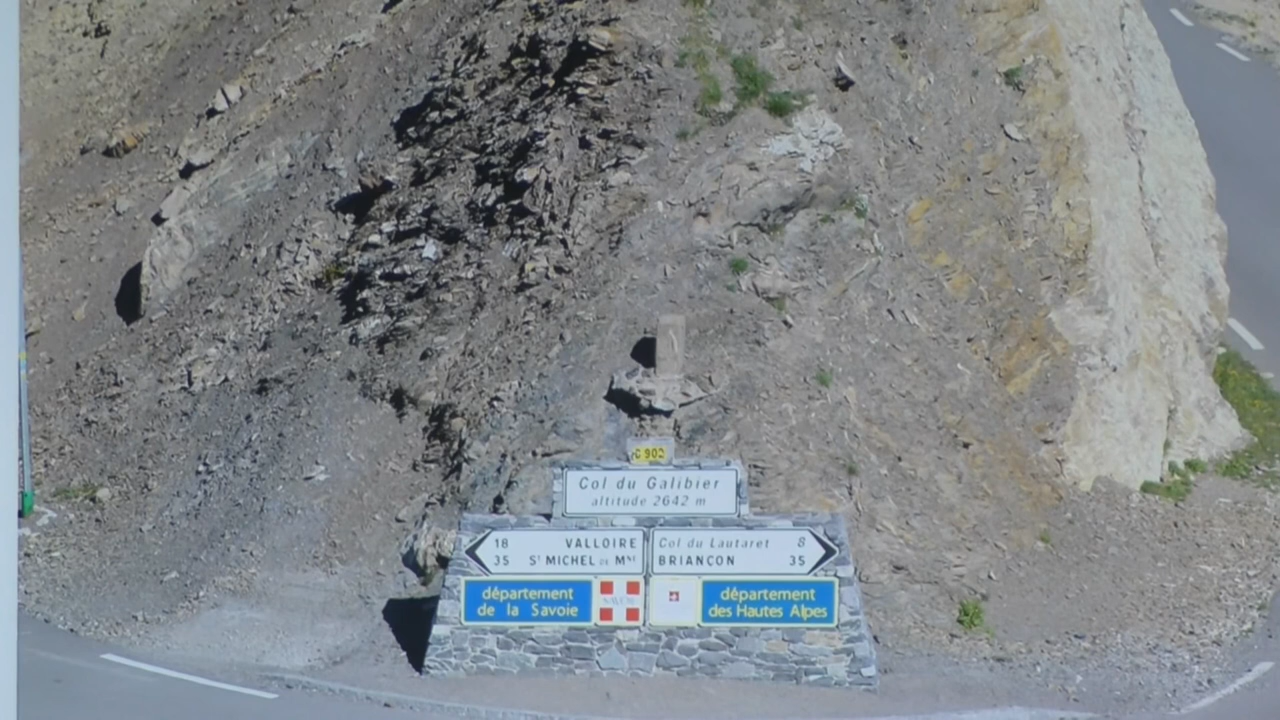 902
Col du Galibier
altitude 2642 m
18 VALLOIRE
35 Sᵀ MICHEL DE Mᴺᴱ
Col du Lautaret 8
BRIANÇON 35
département
de la Savoie
SAVOIE
département
des Hautes Alpes